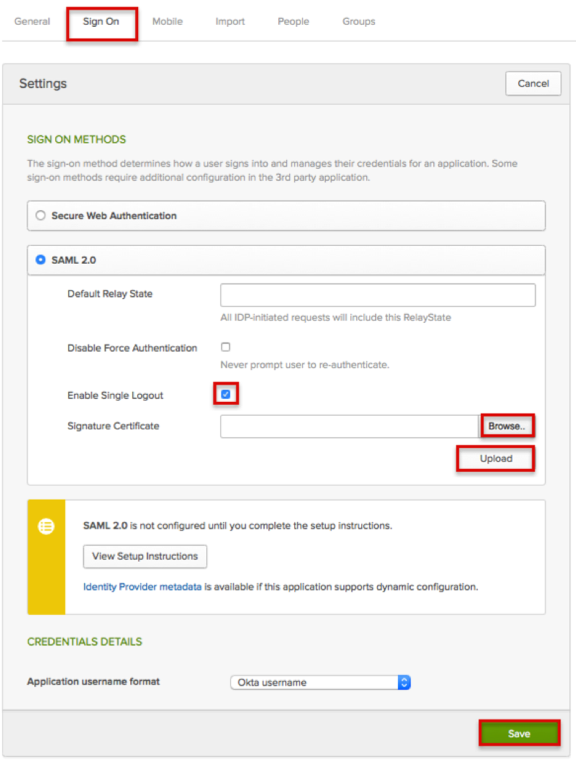 General Sign On Mobile Import People Groups
Settings Cancel
SIGN ON METHODS
The sign-on method determines how a user signs into and manages their credentials for an application. Some
sign-on methods require additional configuration in the 3rd party application.
Secure Web Authentication
SAML 2.0
Default Relay State
All IDP-initiated requests will include this RelayState
Disable Force Authentication
Never prompt user to re-authenticate.
Enable Single Logout
Signature Certificate Browse..
Upload
SAML 2.0 is not configured until you complete the setup instructions.
View Setup Instructions
Identity Provider metadata is available if this application supports dynamic configuration.
CREDENTIALS DETAILS
Application username format Okta username
Save